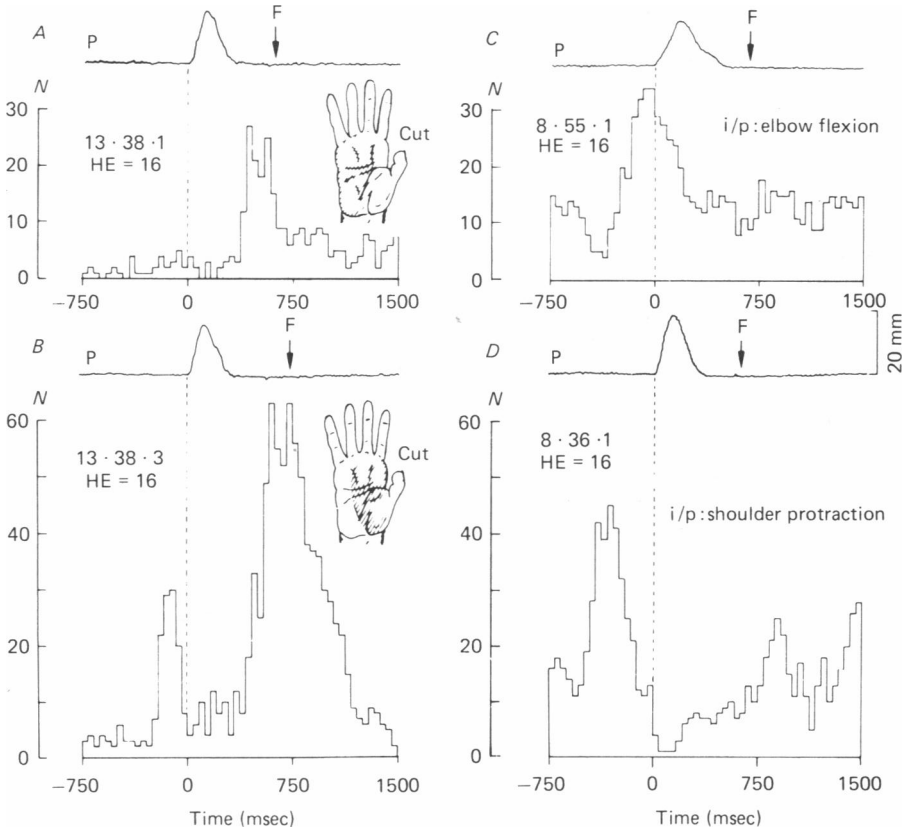 A
P
F
N
30
20
10
0
13 · 38 ·1
HE = 16
Cut
−750
0
750
1500
B
P
F
N
60
40
20
0
13 · 38 ·3
HE = 16
Cut
−750
0
750
1500
Time (msec)
C
P
F
N
30
20
10
0
8 · 55 ·1
HE = 16
i/p:elbow flexion
−750
0
750
1500
D
P
F
20 mm
N
60
40
20
0
8 · 36 ·1
HE = 16
i/p:shoulder protraction
−750
0
750
1500
Time (msec)